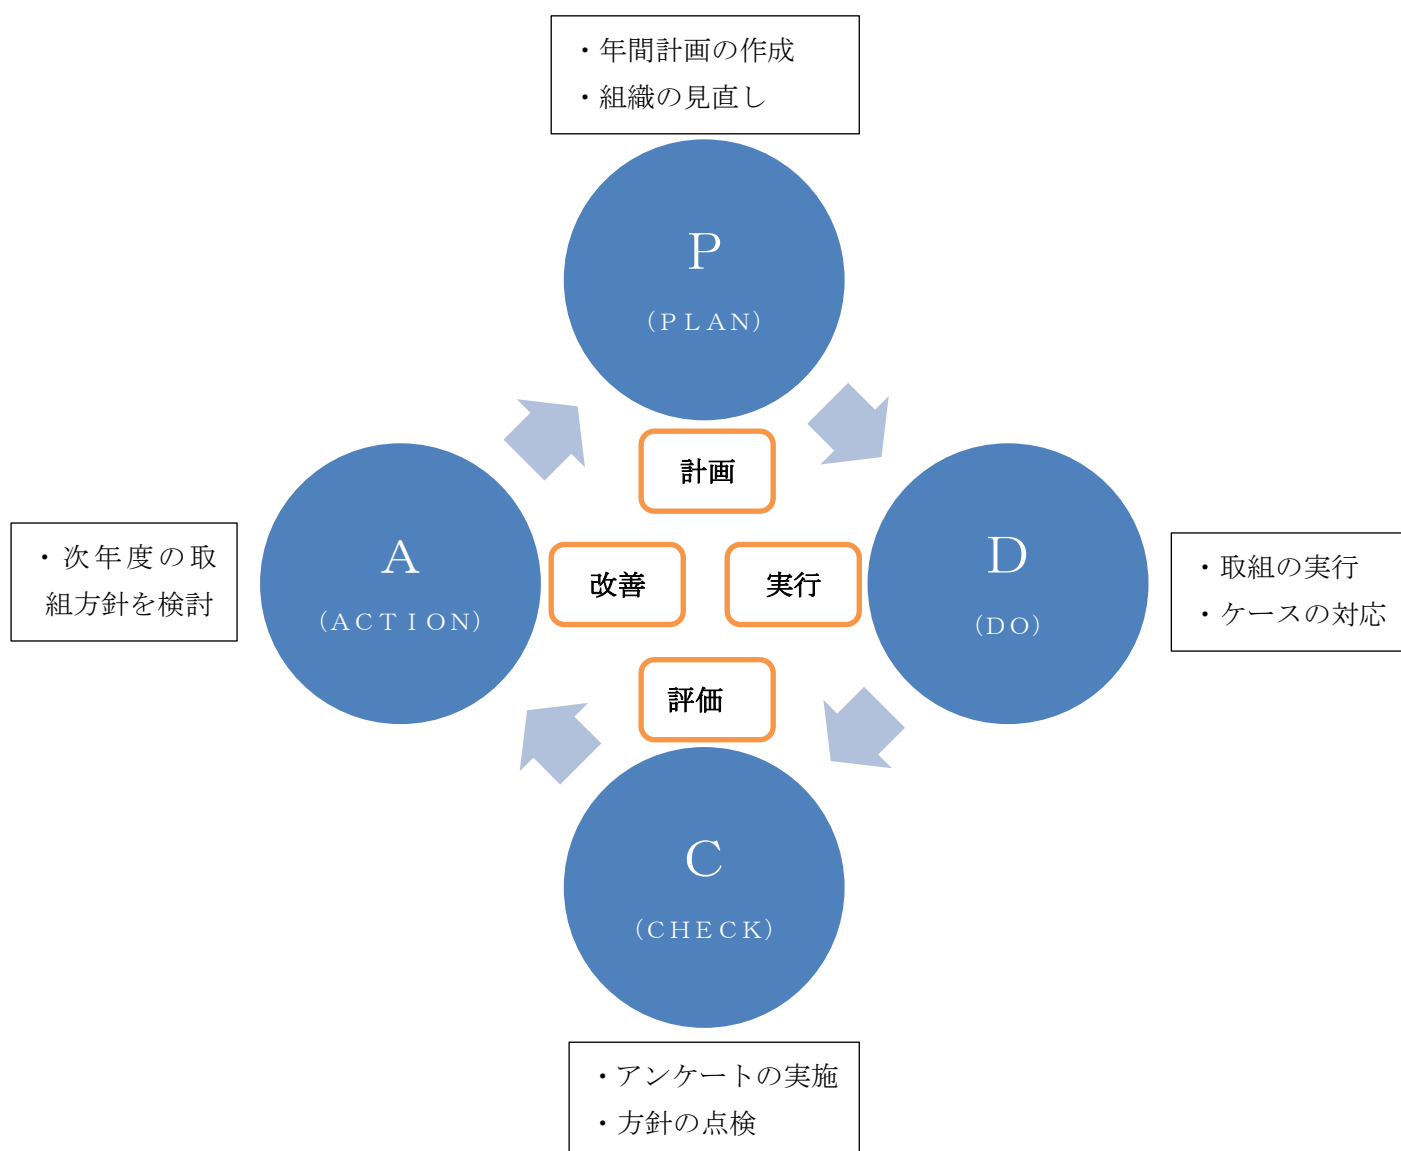 ・年間計画の作成
・組織の見直し
Ｐ
（ＰＬＡＮ）
計画
・次年度の取
組方針を検討
Ａ
（ＡＣＴＩＯＮ）
改善
実行
Ｄ
（ＤＯ）
・取組の実行
・ケースの対応
評価
Ｃ
（ＣＨＥＣＫ）
・アンケートの実施
・方針の点検